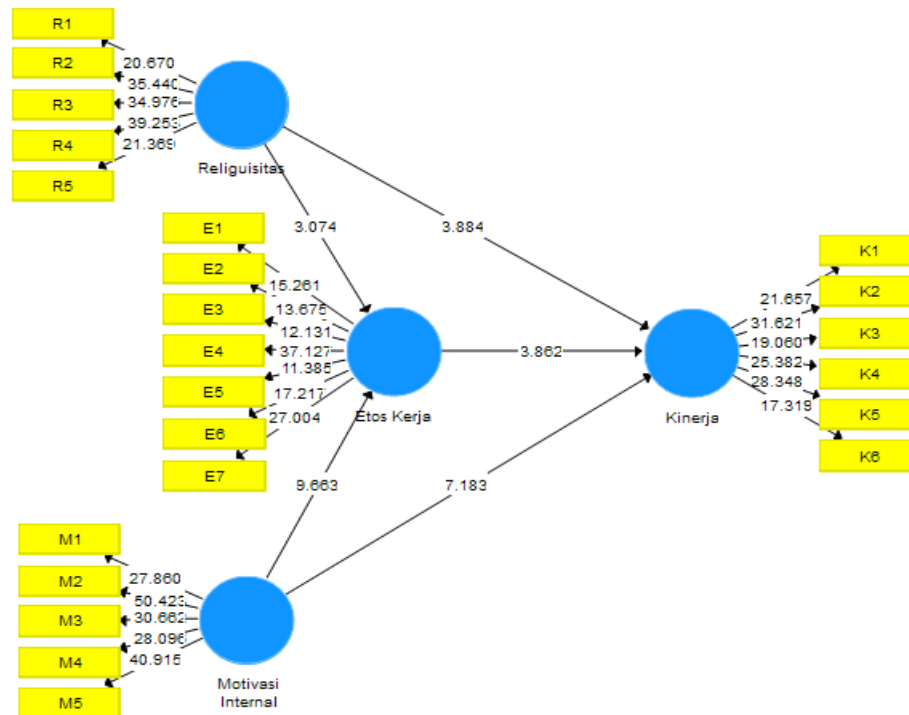 R1
R2
R3
R4
R5
20.670
35.440
34.976
39.253
21.369
Religuisitas
3.074
3.884
E1
E2
E3
E4
E5
E6
E7
15.261
13.675
12.131
37.127
11.385
17.217
27.004
Etos Kerja
3.862
K1
K2
K3
K4
K5
K6
21.657
31.621
19.060
25.382
28.348
17.319
Kinerja
9.663
7.183
M1
M2
M3
M4
M5
27.860
50.423
30.662
28.096
40.915
Motivasi
Internal